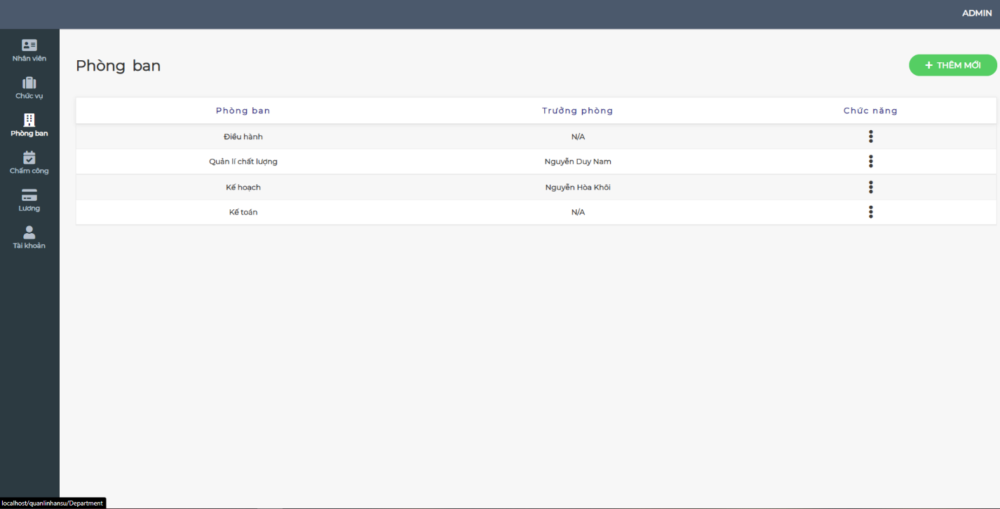 ADMIN
Nhân viên
Chức vụ
Phòng ban
Chấm công
Lương
Tài khoản
Phòng ban
+ THÊM MỚI
Phòng ban Trưởng phòng Chức năng
Điều hành N/A
Quản lí chất lượng Nguyễn Duy Nam
Kế hoạch Nguyễn Hòa Khôi
Kế toán N/A
localhost/quanlinhansu/Department